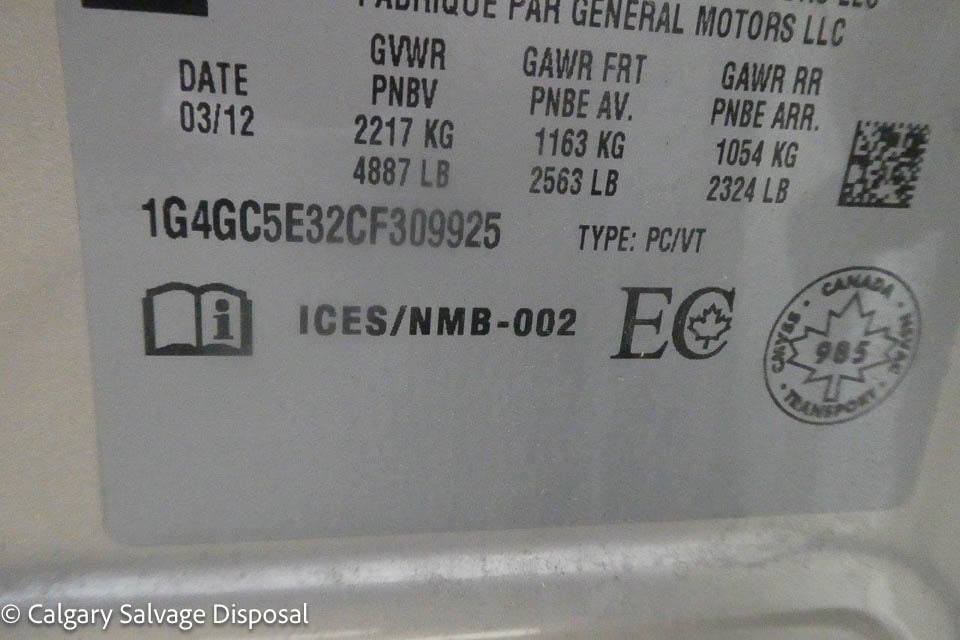 FABRIQUÉ PAR GENERAL MOTORS LLC
DATE
03/12
GVWR
PNBV
2217 KG
4887 LB
GAWR FRT
PNBE AV.
1163 KG
2563 LB
GAWR RR
PNBE ARR.
1054 KG
2324 LB
1G4GC5E32CF309925
TYPE: PC/VT
i
ICES/NMB-002
EC
CANADA
985
TRANSPORT
© Calgary Salvage Disposal